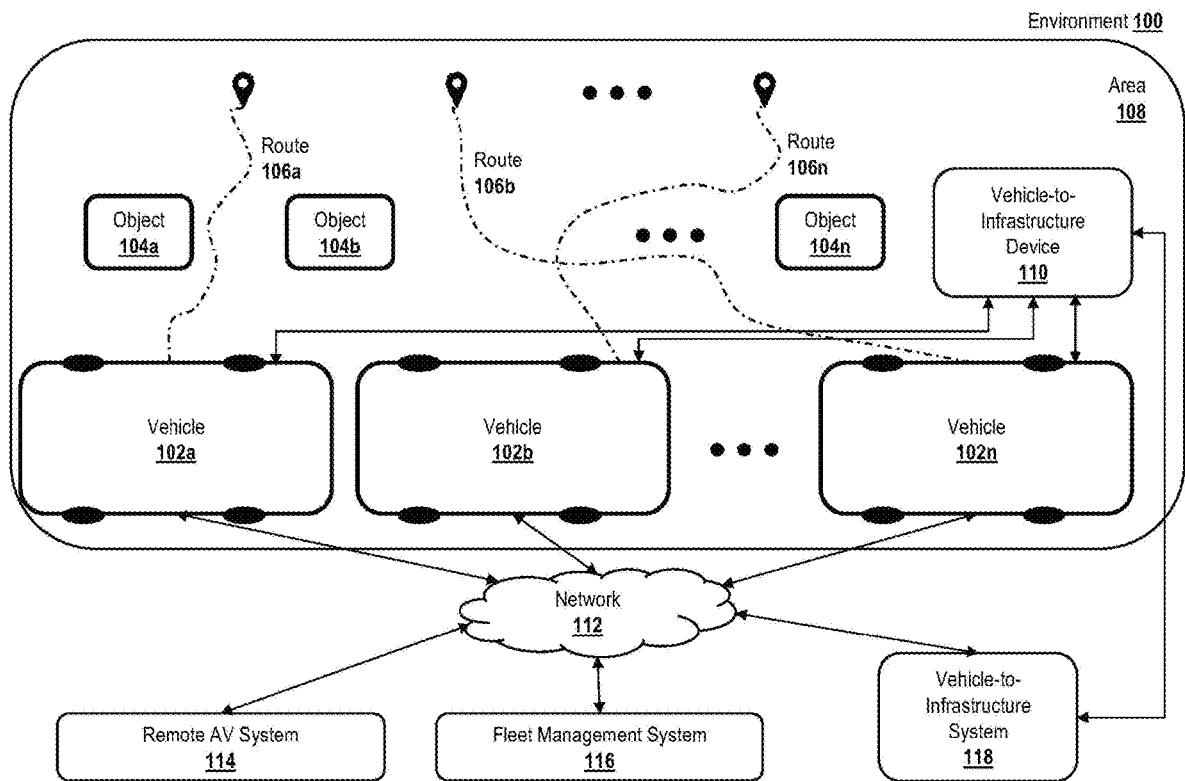 Environment 100
Area
108
Route
106a
Route
106b
Route
106n
Object
104a
Object
104b
Object
104n
Vehicle-to-
Infrastructure
Device
110
Vehicle
102a
Vehicle
102b
Vehicle
102n
Network
112
Remote AV System
114
Fleet Management System
116
Vehicle-to-
Infrastructure
System
118